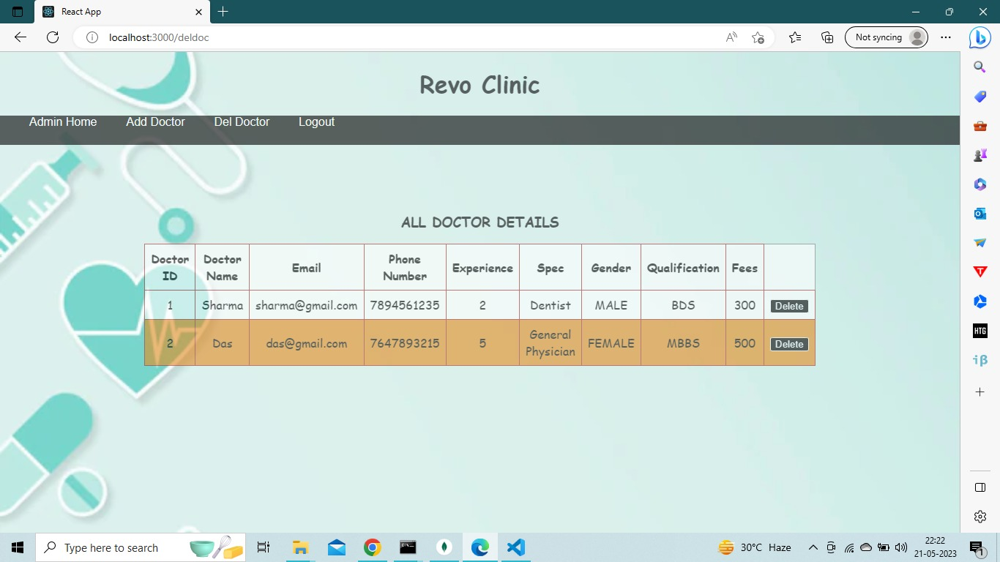 React App
localhost:3000/deldoc
Not syncing
Revo Clinic
Admin Home Add Doctor Del Doctor Logout
ALL DOCTOR DETAILS
Doctor ID Doctor Name Email Phone Number Experience Spec Gender Qualification Fees
1 Sharma sharma@gmail.com 7894561235 2 Dentist MALE BDS 300 Delete
2 Das das@gmail.com 7647893215 5 General Physician FEMALE MBBS 500 Delete
HTG
iβ
Type here to search
30°C Haze
22:22
21-05-2023
1